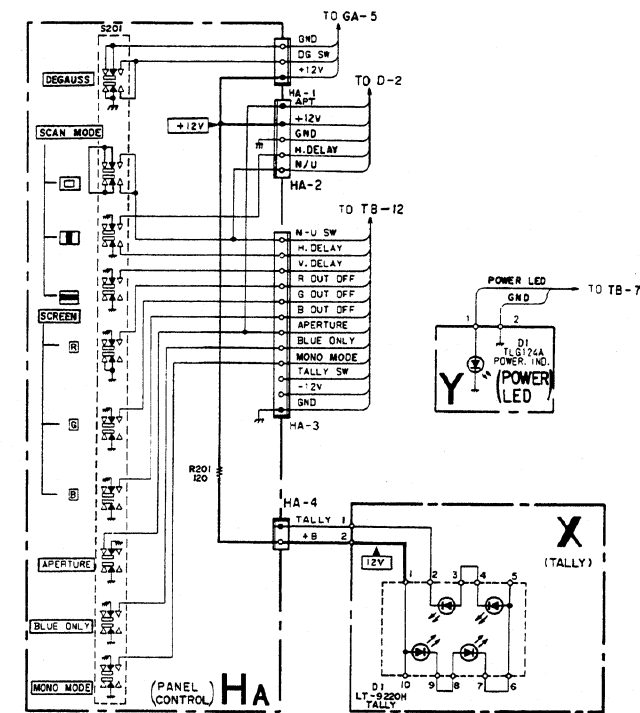 TO GA-5
S201
GND
DG SW
+12V
DEGAUSS
HA-1
TO D-2
APT
+12V
+12V
GND
H.DELAY
N/U
SCAN MODE
HA-2
TO TB-12
N-U SW
H. DELAY
V. DELAY
R OUT OFF
G OUT OFF
B OUT OFF
APERTURE
BLUE ONLY
MONO MODE
TALLY SW
-12V
GND
HA-3
POWER LED
GND
TO TB-7
1
2
D1
TLG124A
POWER. IND.
Y
(POWER LED)
SCREEN
R
G
B
R201
120
HA-4
TALLY 1
+B 2
12V
X
(TALLY)
1 2 3 4 5
10 9 8 7 6
D1
LT-9220H
TALLY
APERTURE
BLUE ONLY
MONO MODE
(PANEL CONTROL)
HA